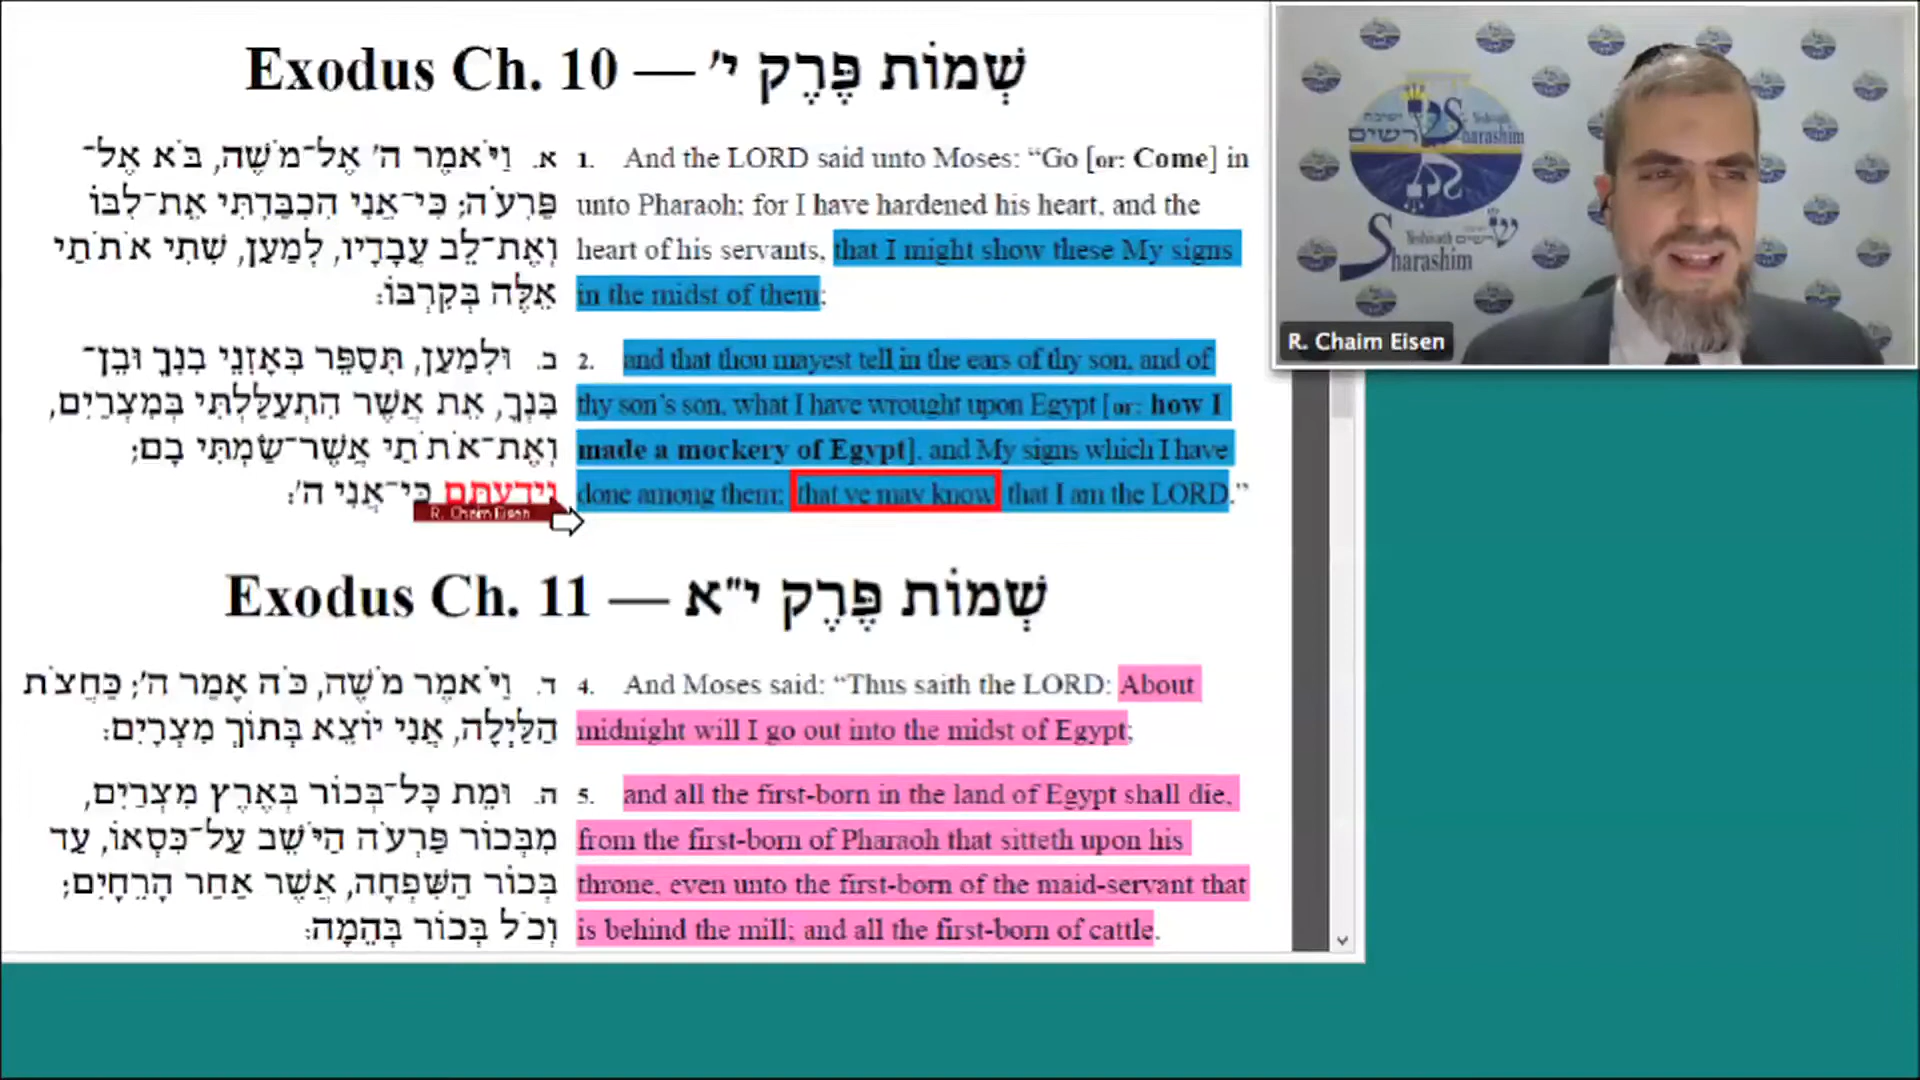 Exodus Ch. 10 — שְׁמוֹת פֶּרֶק י׳
א. וַיֹּאמֶר ה׳ אֶל־מֹשֶׁה, בֹּא אֶל־
פַּרְעֹה; כִּי־אֲנִי הִכְבַּדְתִּי אֶת־לִבּוֹ
וְאֶת־לֵב עֲבָדָיו, לְמַעַן, שִׁתִי אֹתֹתַי
אֵלֶּה בְּקִרְבּוֹ:
1. And the LORD said unto Moses: “Go [or: Come] in
unto Pharaoh; for I have hardened his heart, and the
heart of his servants, that I might show these My signs
in the midst of them;
ב. וּלְמַעַן, תְּסַפֵּר בְּאָזְנֵי בִנְךָ וּבֶן־
בִּנְךָ, אֵת אֲשֶׁר הִתְעַלַּלְתִּי בְּמִצְרַיִם,
וְאֶת־אֹתֹתַי אֲשֶׁר־שַׂמְתִּי בָם;
וִידַעְתֶּם כִּי־אֲנִי ה׳:
2. and that thou mayest tell in the ears of thy son, and of
thy son’s son, what I have wrought upon Egypt [or: how I
made a mockery of Egypt], and My signs which I have
done among them; that ye may know that I am the LORD.”
R. Chaim Eisen
Exodus Ch. 11 — שְׁמוֹת פֶּרֶק י״א
ד. וַיֹּאמֶר מֹשֶׁה, כֹּה אָמַר ה׳; כַּחֲצֹת
הַלַּיְלָה, אֲנִי יוֹצֵא בְּתוֹךְ מִצְרָיִם:
4. And Moses said: “Thus saith the LORD: About
midnight will I go out into the midst of Egypt;
ה. וּמֵת כָּל־בְּכוֹר בְּאֶרֶץ מִצְרַיִם,
מִבְּכוֹר פַּרְעֹה הַיֹּשֵׁב עַל־כִּסְאוֹ, עַד
בְּכוֹר הַשִּׁפְחָה, אֲשֶׁר אַחַר הָרֵחָיִם;
וְכֹל בְּכוֹר בְּהֵמָה:
5. and all the first-born in the land of Egypt shall die,
from the first-born of Pharaoh that sitteth upon his
throne, even unto the first-born of the maid-servant that
is behind the mill; and all the first-born of cattle.
ישיבת שרשים
Yeshivath Sharashim
Yeshivath ישיבת שרשים
Sharashim
R. Chaim Eisen